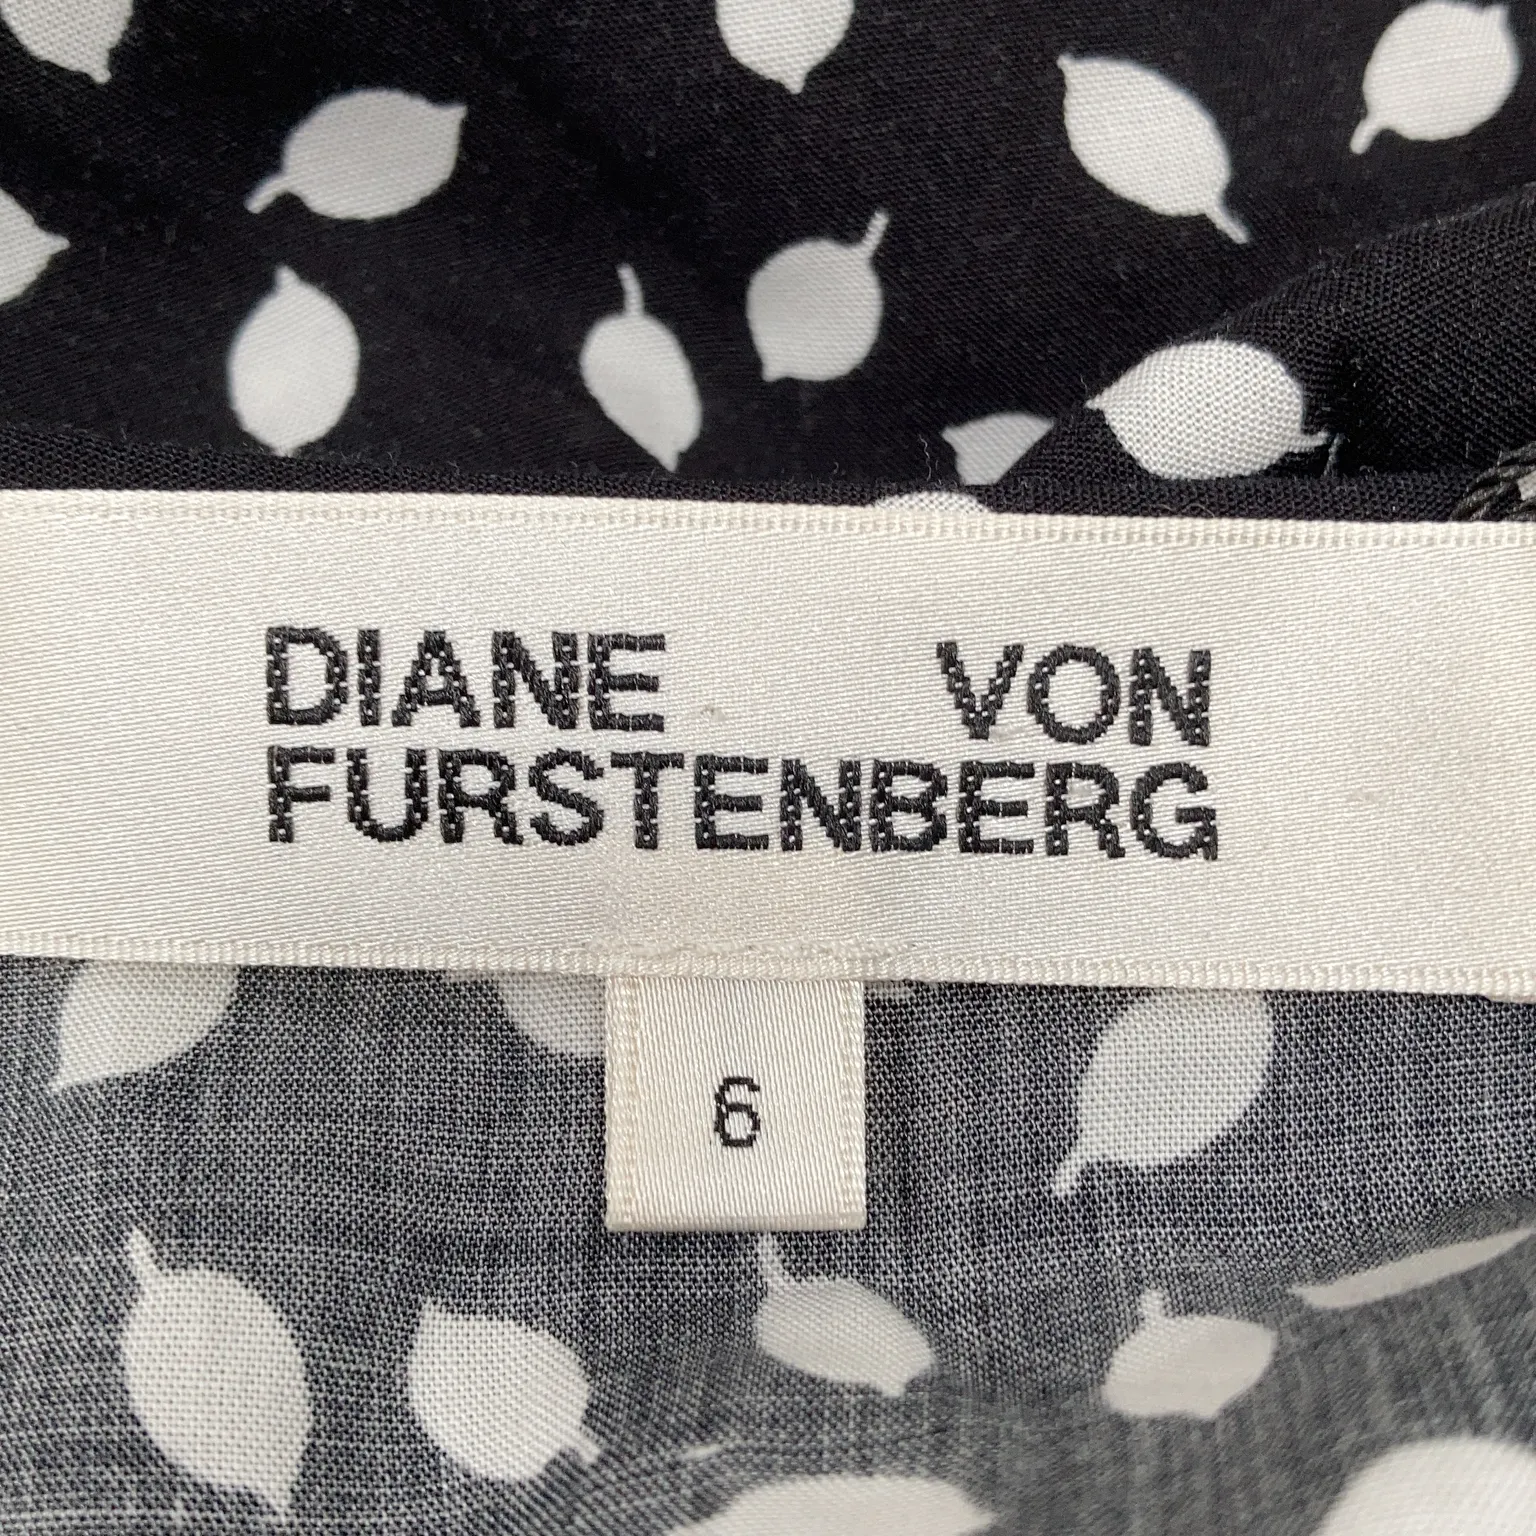 DIANE VON
FURSTENBERG
6